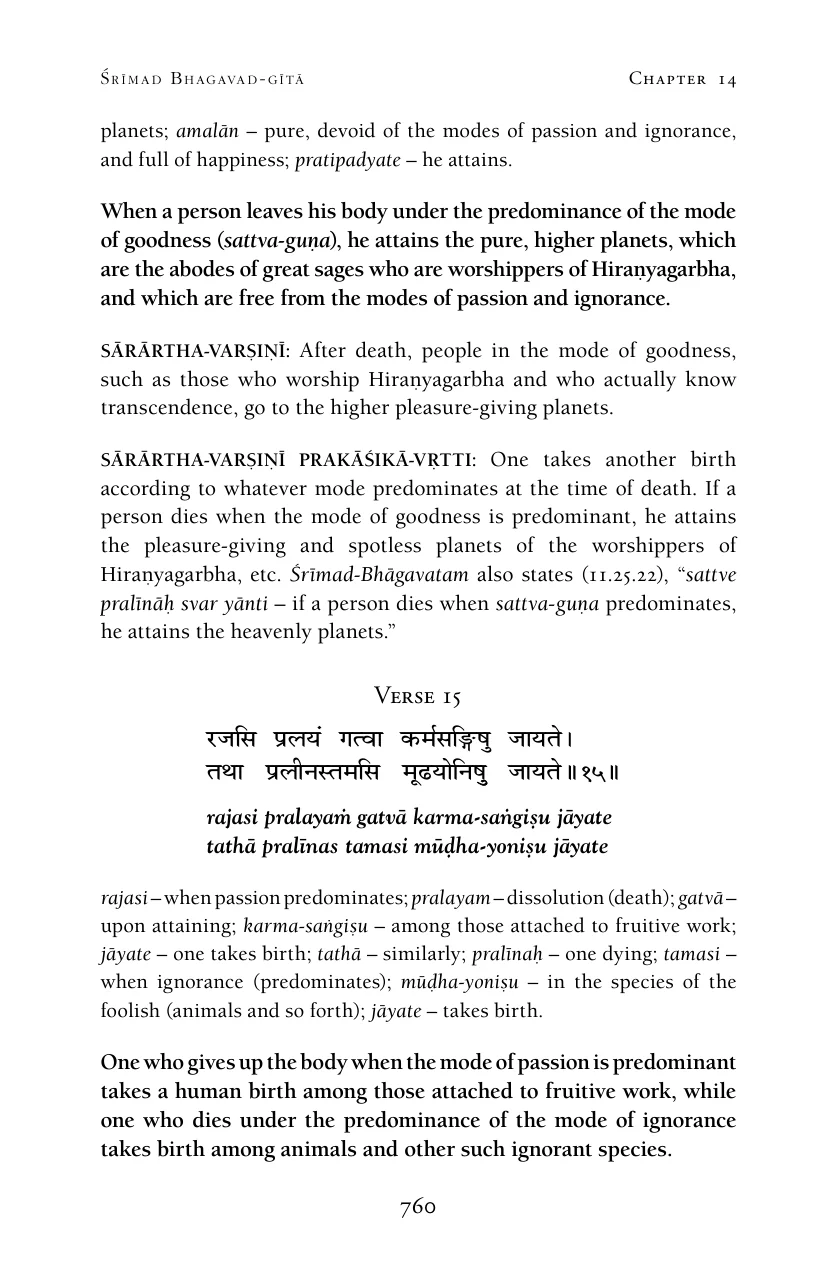 Śrīmad Bhagavad-gītā Chapter 14
planets; amalān – pure, devoid of the modes of passion and ignorance,
and full of happiness; pratipadyate – he attains.
When a person leaves his body under the predominance of the mode
of goodness (sattva-guṇa), he attains the pure, higher planets, which
are the abodes of great sages who are worshippers of Hiraṇyagarbha,
and which are free from the modes of passion and ignorance.
SĀRĀRTHA-VARṢIṆĪ: After death, people in the mode of goodness,
such as those who worship Hiraṇyagarbha and who actually know
transcendence, go to the higher pleasure-giving planets.
SĀRĀRTHA-VARṢIṆĪ PRAKĀŚIKĀ-VṚTTI: One takes another birth
according to whatever mode predominates at the time of death. If a
person dies when the mode of goodness is predominant, he attains
the pleasure-giving and spotless planets of the worshippers of
Hiraṇyagarbha, etc. Śrīmad-Bhāgavatam also states (11.25.22), “sattve
pralīnāḥ svar yānti – if a person dies when sattva-guṇa predominates,
he attains the heavenly planets.”
Verse 15
रजसि प्रलयं गत्वा कर्मसङ्गिषु जायते।
तथा प्रलीनस्तमसि मूढयोनिषु जायते॥१५॥
rajasi pralayaṁ gatvā karma-saṅgiṣu jāyate
tathā pralīnas tamasi mūḍha-yoniṣu jāyate
rajasi – when passion predominates; pralayam – dissolution (death); gatvā –
upon attaining; karma-saṅgiṣu – among those attached to fruitive work;
jāyate – one takes birth; tathā – similarly; pralīnaḥ – one dying; tamasi –
when ignorance (predominates); mūḍha-yoniṣu – in the species of the
foolish (animals and so forth); jāyate – takes birth.
One who gives up the body when the mode of passion is predominant
takes a human birth among those attached to fruitive work, while
one who dies under the predominance of the mode of ignorance
takes birth among animals and other such ignorant species.
760